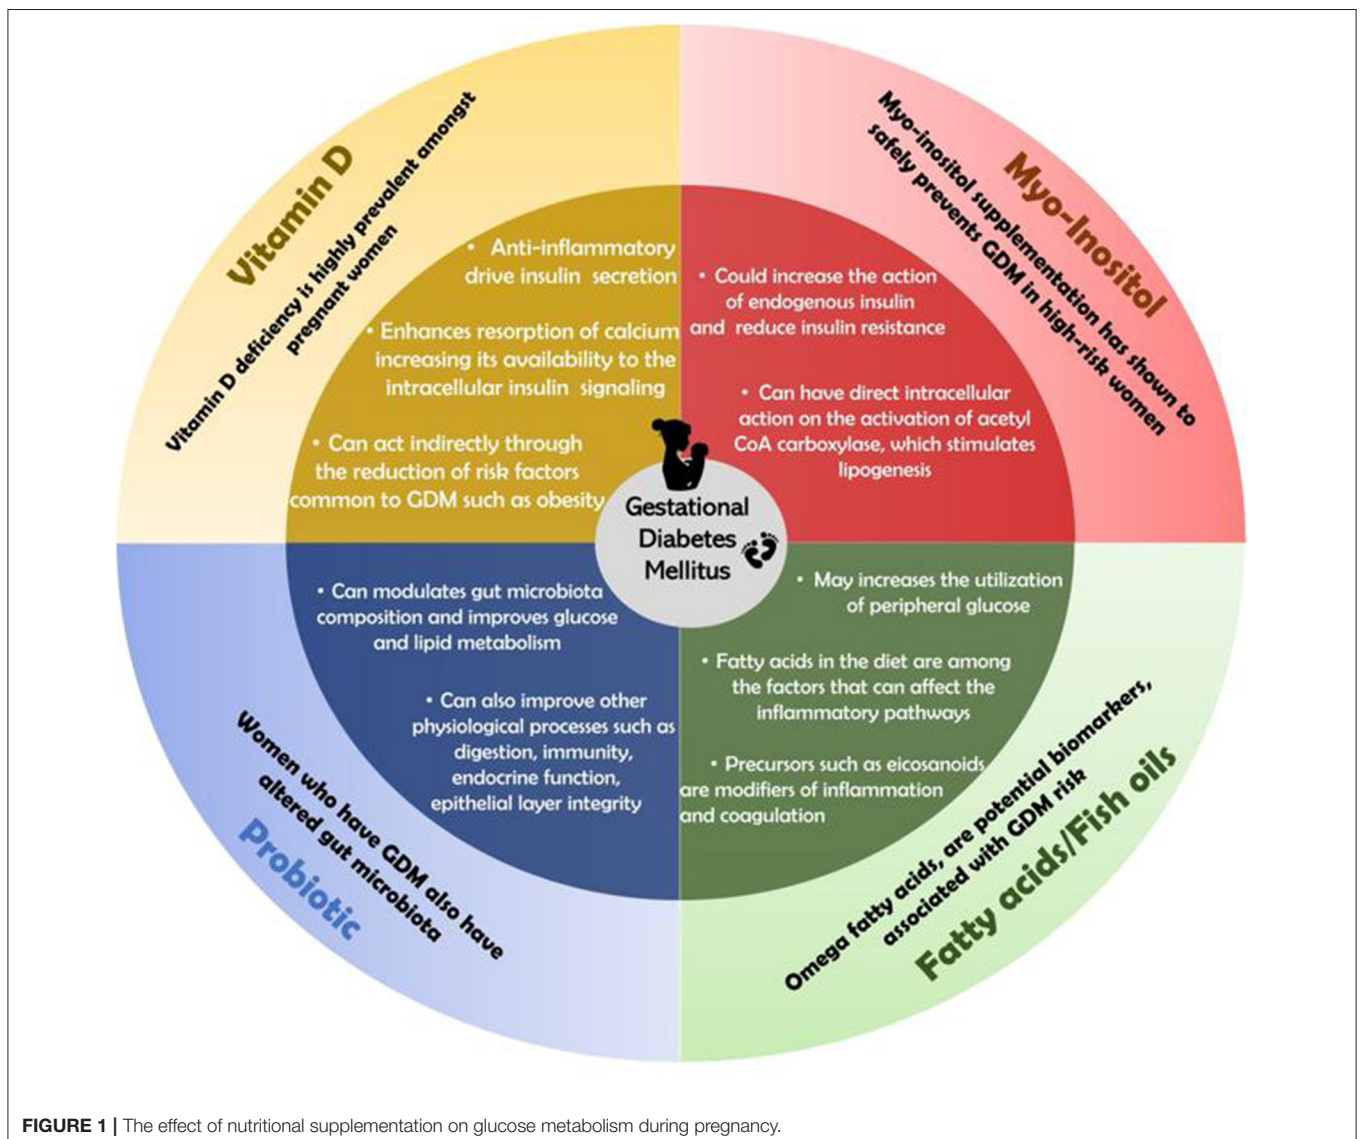 Vitamin D
Vitamin D deficiency is highly prevalent amongst
pregnant women
• Anti-inflammatory
drive insulin secretion
• Enhances resorption of calcium
increasing its availability to the
intracellular insulin signaling
• Can act indirectly through
the reduction of risk factors
common to GDM such as obesity
Myo-Inositol
Myo-inositol supplementation has shown to
safely prevents GDM in high-risk women
• Could increase the action
of endogenous insulin
and reduce insulin resistance
• Can have direct intracellular
action on the activation of acetyl
CoA carboxylase, which stimulates
lipogenesis
Gestational
Diabetes
Mellitus
• Can modulates gut microbiota
composition and improves glucose
and lipid metabolism
• Can also improve other
physiological processes such as
digestion, immunity,
endocrine function,
epithelial layer integrity
Women who have GDM also have
altered gut microbiota
Probiotic
• May increases the utilization
of peripheral glucose
• Fatty acids in the diet are among
the factors that can affect the
inflammatory pathways
• Precursors such as eicosanoids
are modifiers of inflammation
and coagulation
Omega fatty acids, are potential biomarkers,
associated with GDM risk
Fatty acids/Fish oils
FIGURE 1 | The effect of nutritional supplementation on glucose metabolism during pregnancy.